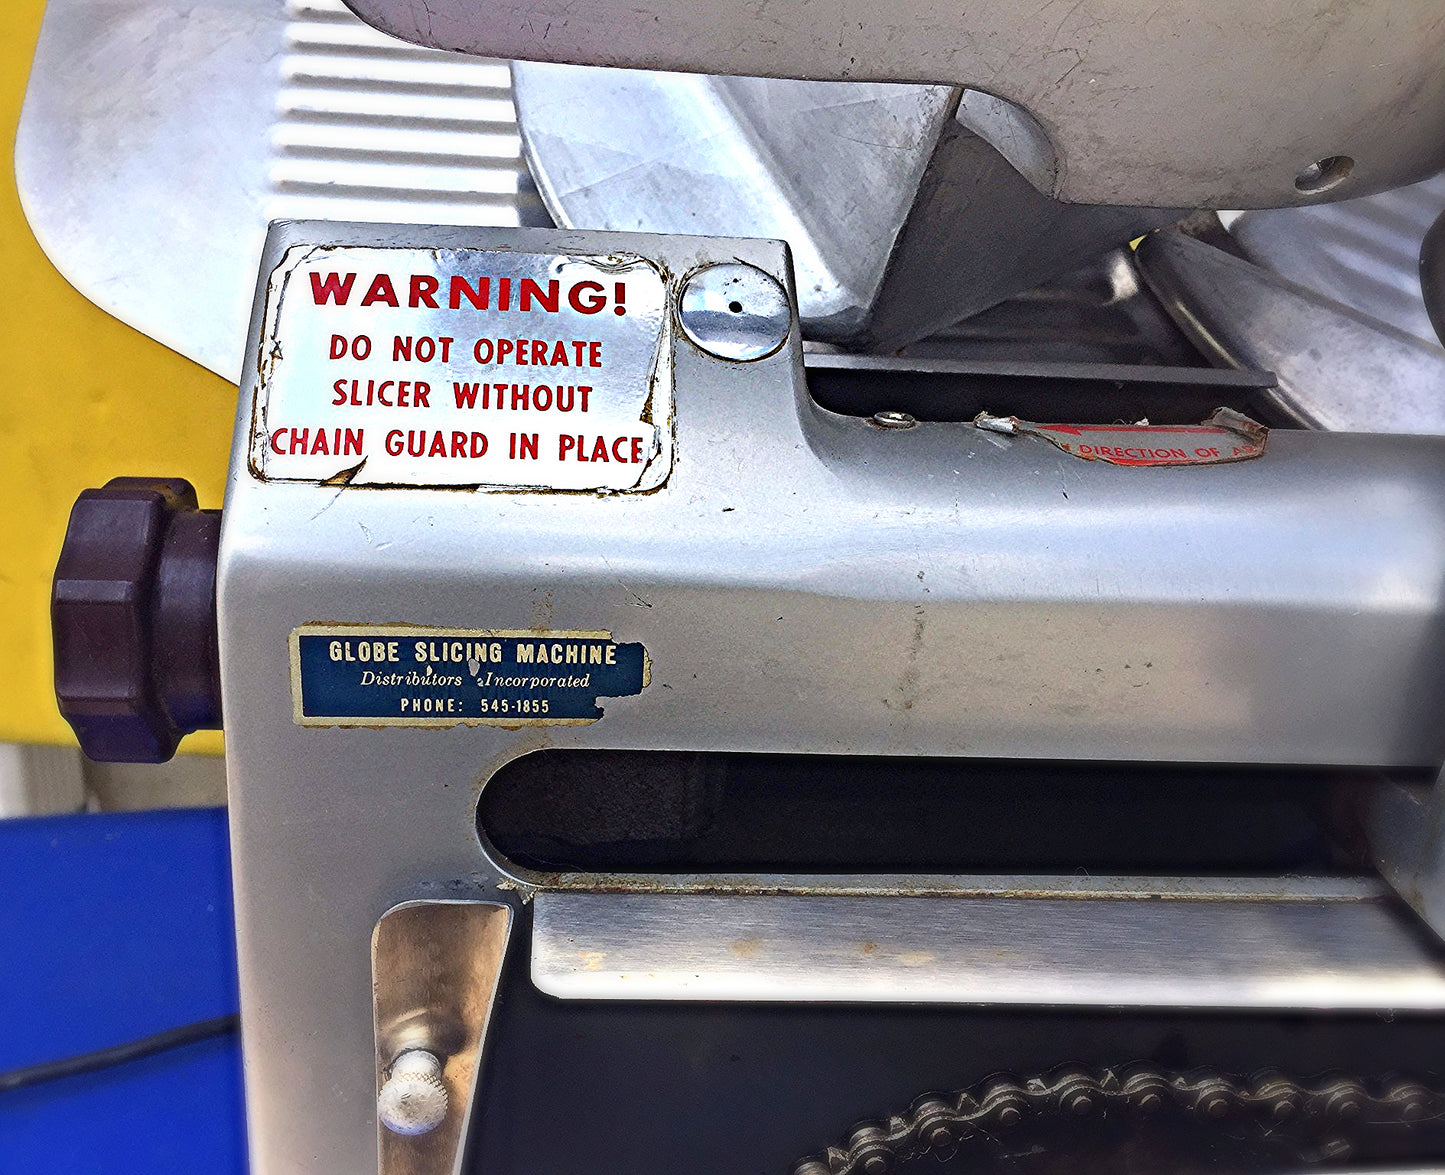 WARNING!
DO NOT OPERATE
SLICER WITHOUT
CHAIN GUARD IN PLACE
DIRECTION OF
GLOBE SLICING MACHINE
Distributors Incorporated
PHONE: 545-1855